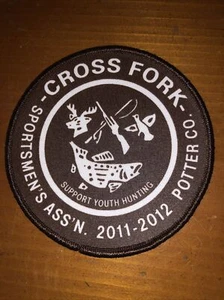 -CROSS FORK-
SPORTSMEN'S ASS'N. 2011-2012 POTTER CO.
SUPPORT YOUTH HUNTING